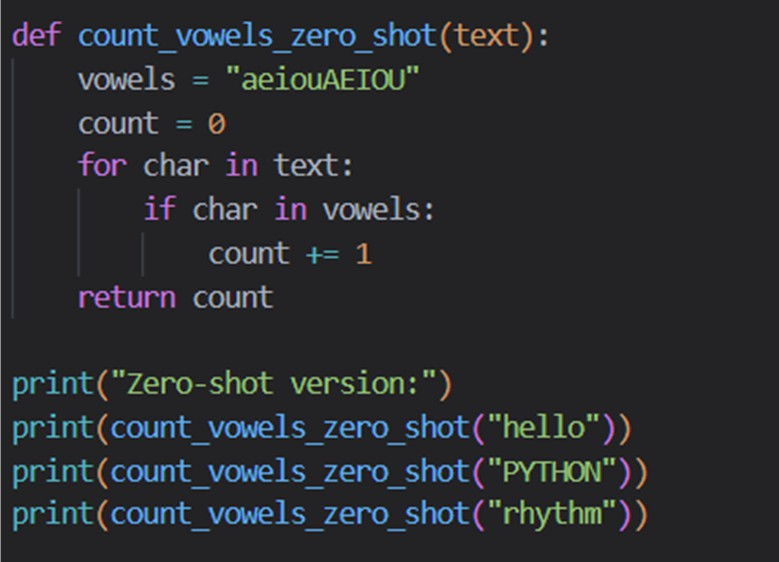 def count_vowels_zero_shot(text):
    vowels = "aeiouAEIOU"
    count = 0
    for char in text:
        if char in vowels:
            count += 1
    return count

print("Zero-shot version:")
print(count_vowels_zero_shot("hello"))
print(count_vowels_zero_shot("PYTHON"))
print(count_vowels_zero_shot("rhythm"))